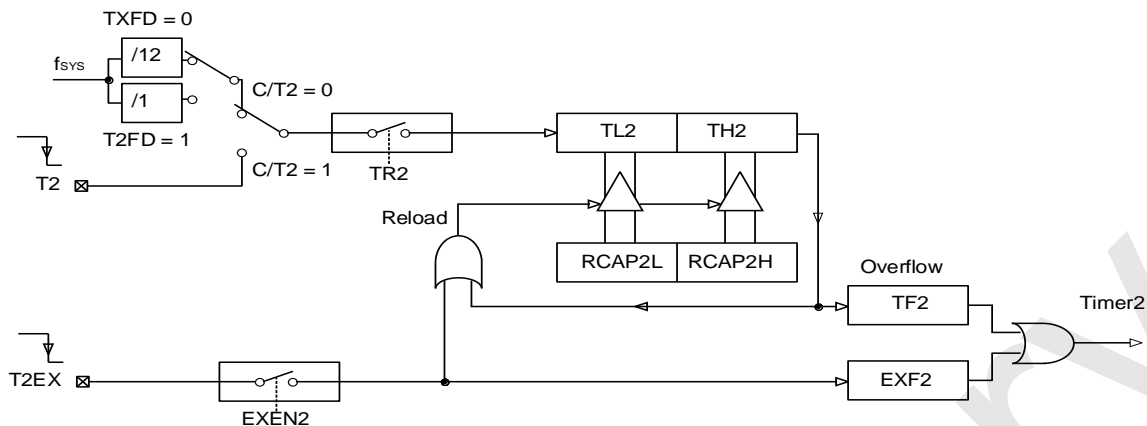 TXFD = 0
/12
fSYS
/1
C/T2 = 0
T2FD = 1
T2
C/T2 = 1
TR2
TL2
TH2
Reload
RCAP2L
RCAP2H
Overflow
TF2
Timer2
T2EX
EXEN2
EXF2